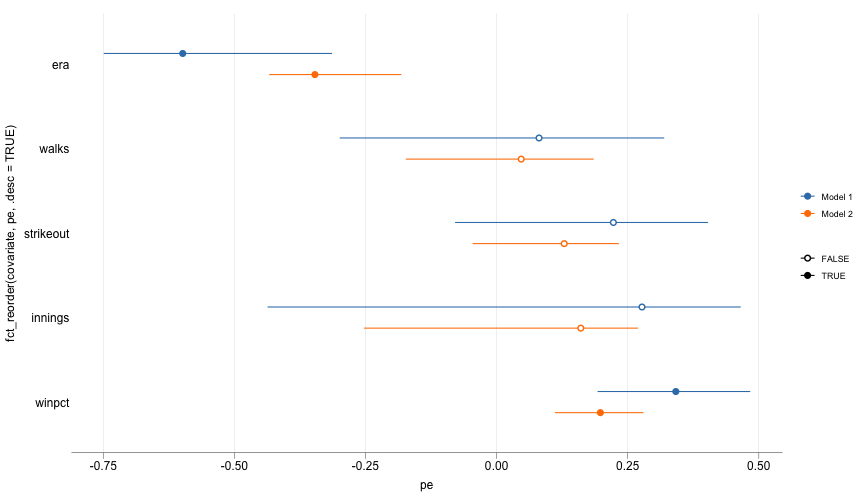 fct_reorder(covariate, pe, .desc = TRUE)
era
walks
strikeout
innings
winpct
-0.75 -0.50 -0.25 0.00 0.25 0.50
pe
Model 1
Model 2
FALSE
TRUE